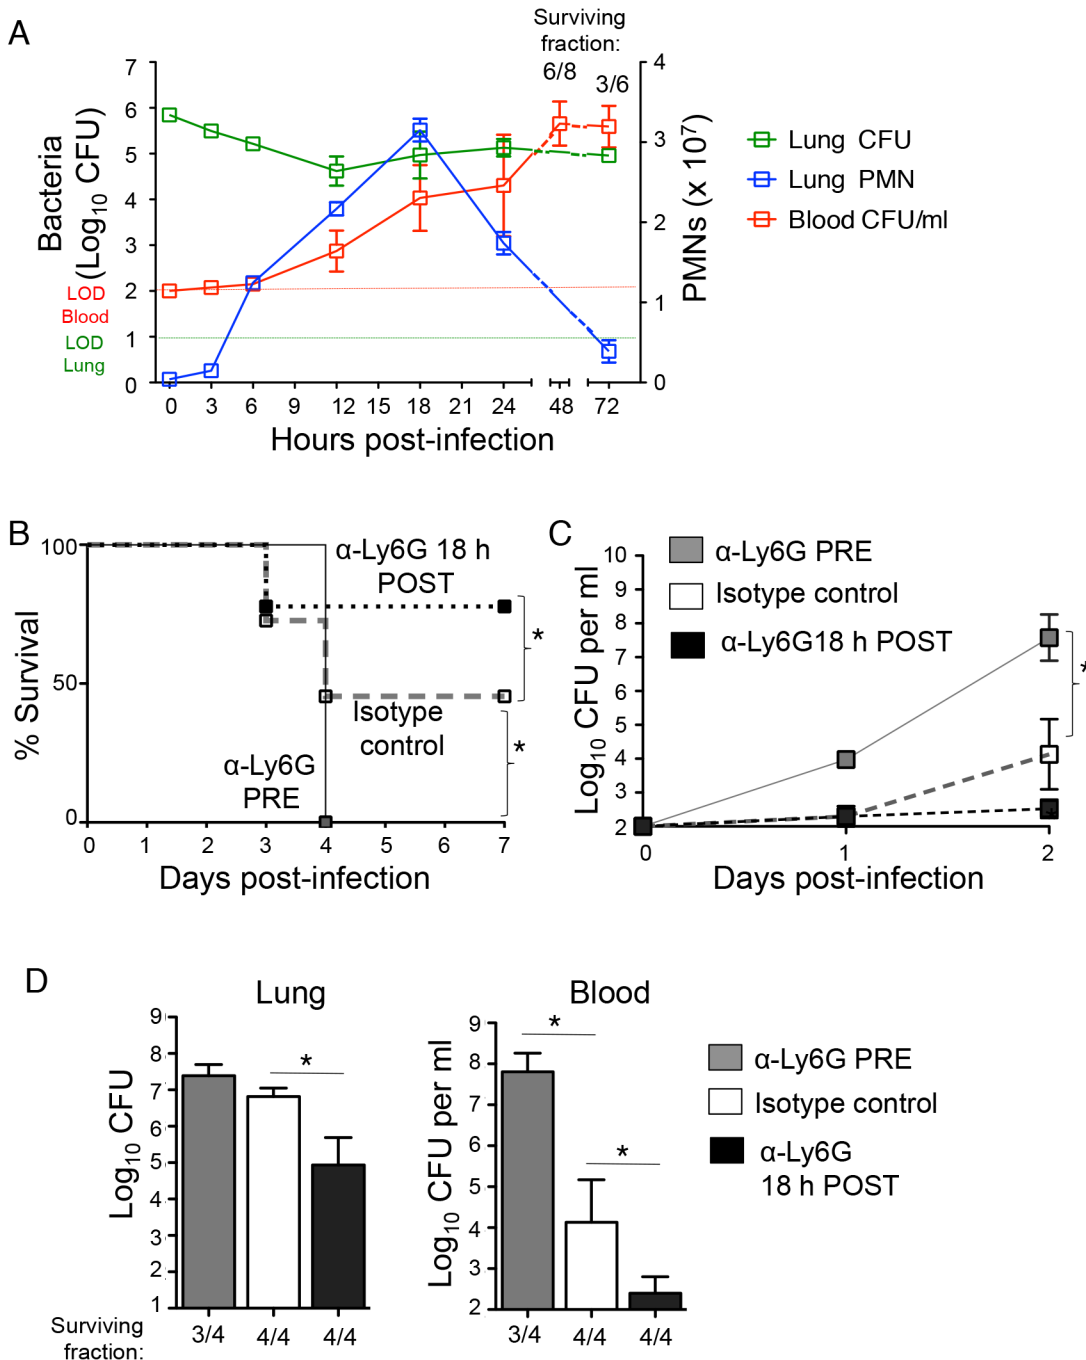 A
Surviving
fraction:
6/8
3/6
7
6
5
4
3
2
1
0
Bacteria
(Log10 CFU)
LOD
Blood
LOD
Lung
4
3
2
1
0
PMNs (x 10⁷)
0 3 6 9 12 15 18 21 24 48 72
Hours post-infection
Lung CFU
Lung PMN
Blood CFU/ml
B
100
50
0
% Survival
α-Ly6G 18 h
POST
*
Isotype
control
*
α-Ly6G
PRE
0 1 2 3 4 5 6 7
Days post-infection
C
10
9
8
7
6
5
4
3
2
Log10 CFU per ml
α-Ly6G PRE
Isotype control
α-Ly6G18 h POST
*
*
0 1 2
Days post-infection
D
Lung
9
8
7
6
5
4
3
2
1
Log10 CFU
*
Surviving
fraction:
3/4 4/4 4/4
Blood
9
8
7
6
5
4
3
2
Log10 CFU per ml
*
*
3/4 4/4 4/4
α-Ly6G PRE
Isotype control
α-Ly6G
18 h POST